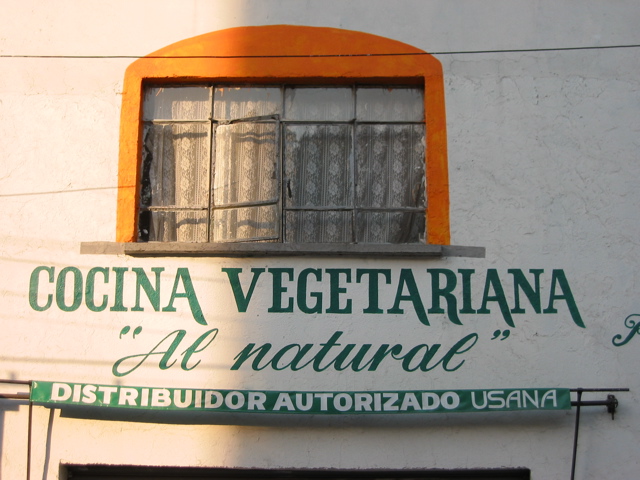 COCINA VEGETARIANA
"Al natural"
DISTRIBUIDOR AUTORIZADO USANA